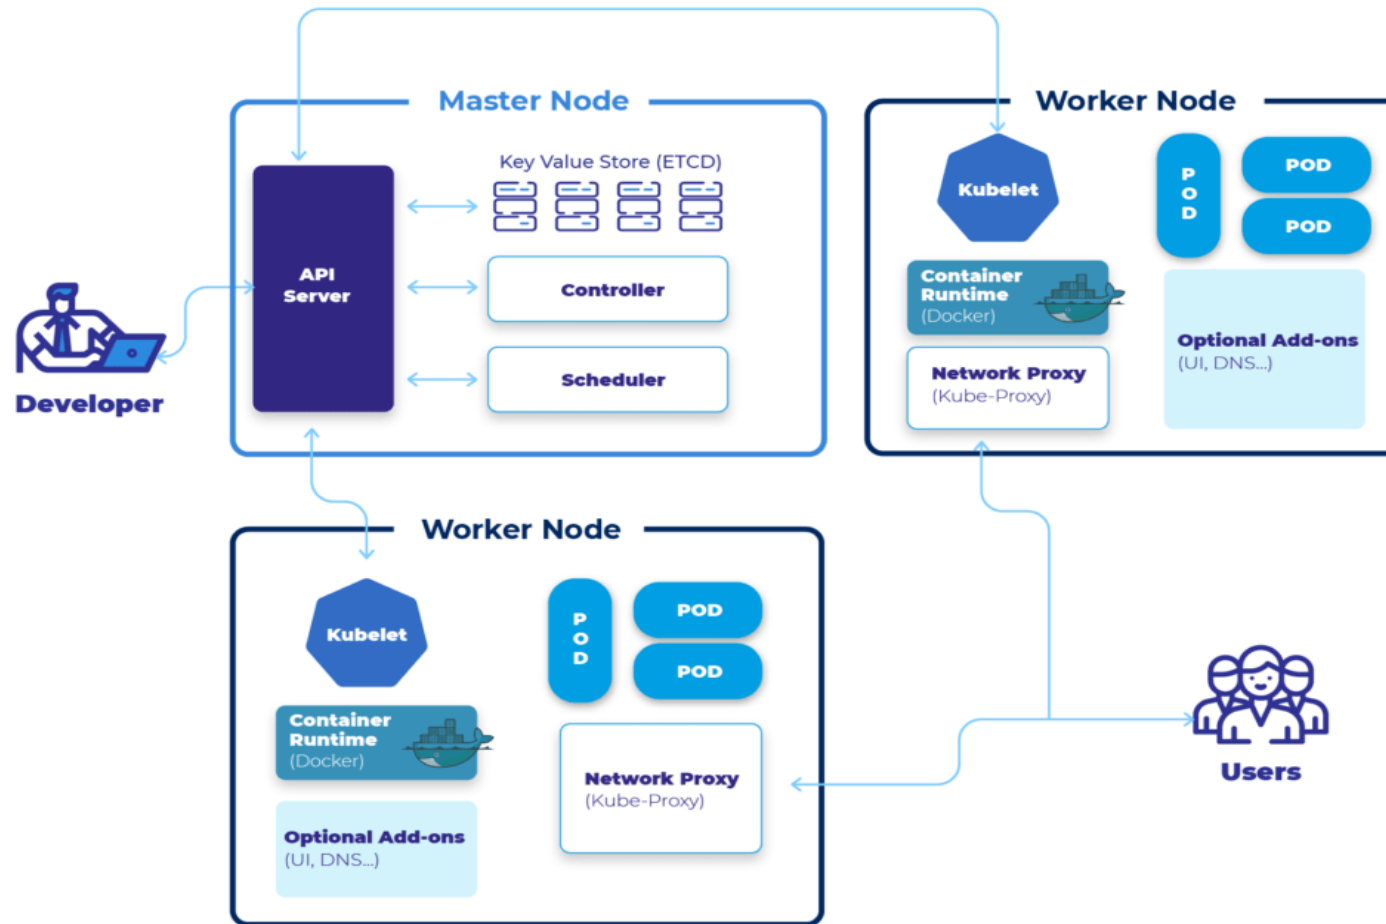 Master Node
Key Value Store (ETCD)
API
Server
Controller
Scheduler
Developer
Worker Node
Kubelet
P
O
D
POD
POD
Container
Runtime
(Docker)
Optional Add-ons
(UI, DNS...)
Network Proxy
(Kube-Proxy)
Worker Node
Kubelet
P
O
D
POD
POD
Container
Runtime
(Docker)
Network Proxy
(Kube-Proxy)
Optional Add-ons
(UI, DNS...)
Users